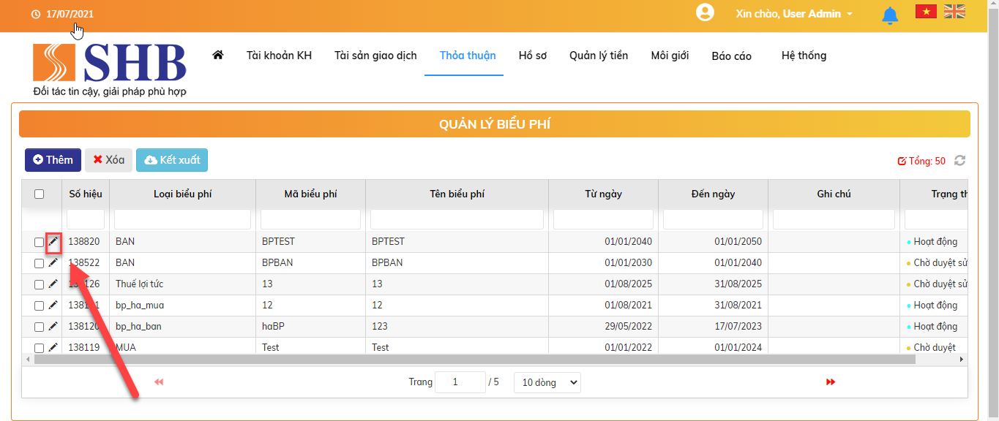 17/07/2021
Xin chào, User Admin
SHB
Đối tác tin cậy, giải pháp phù hợp
Tài khoản KH Tài sản giao dịch Thỏa thuận Hồ sơ Quản lý tiền Môi giới Báo cáo Hệ thống
QUẢN LÝ BIỂU PHÍ
Thêm Xóa Kết xuất Tổng: 50
Số hiệu Loại biểu phí Mã biểu phí Tên biểu phí Từ ngày Đến ngày Ghi chú Trạng th
138820 BAN BPTEST BPTEST 01/01/2040 01/01/2050 Hoạt động
138522 BAN BPBAN BPBAN 01/01/2030 01/01/2040 Chờ duyệt sử
Thuế lợi tức 13 13 01/08/2025 31/08/2025 Chờ duyệt sử
bp_ha_mua 12 12 01/08/2021 31/08/2021 Hoạt động
138120 bp_ha_ban haBP 123 29/05/2022 17/07/2023 Hoạt động
138119 MUA Test Test 01/01/2022 01/01/2024 Chờ duyệt
Trang 1 / 5 10 dòng